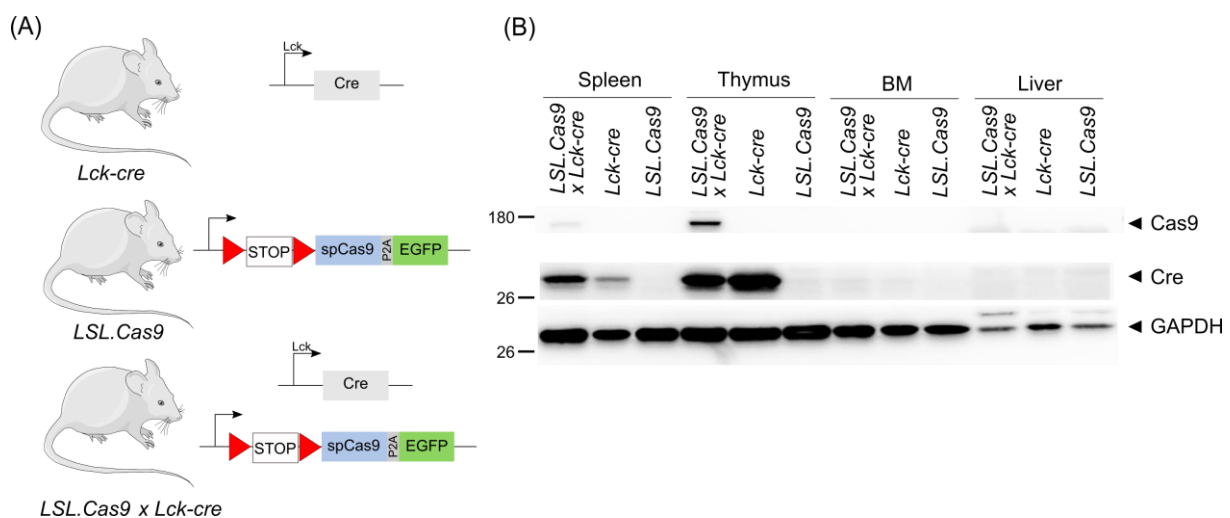 (A)
Lck
Cre
Lck-cre
STOP
spCas9
P2A
EGFP
LSL.Cas9
Lck
Cre
STOP
spCas9
P2A
EGFP
LSL.Cas9 x Lck-cre
(B)
Spleen
Thymus
BM
Liver
LSL.Cas9
x Lck-cre
Lck-cre
LSL.Cas9
LSL.Cas9
x Lck-cre
Lck-cre
LSL.Cas9
LSL.Cas9
x Lck-cre
Lck-cre
LSL.Cas9
LSL.Cas9
x Lck-cre
Lck-cre
LSL.Cas9
180
Cas9
Cre
26
GAPDH
26